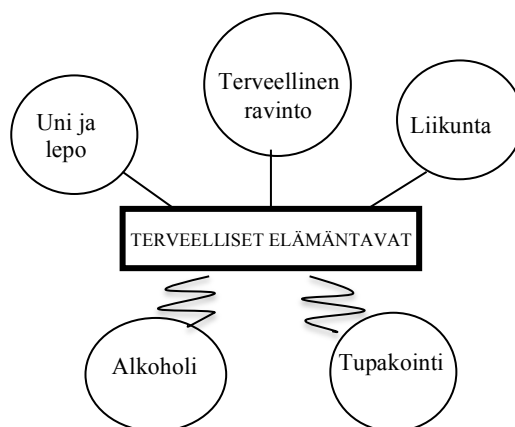 Terveellinen
ravinto
Uni ja
lepo
Liikunta
TERVEELLISET ELÄMÄNTAVAT
Alkoholi
Tupakointi